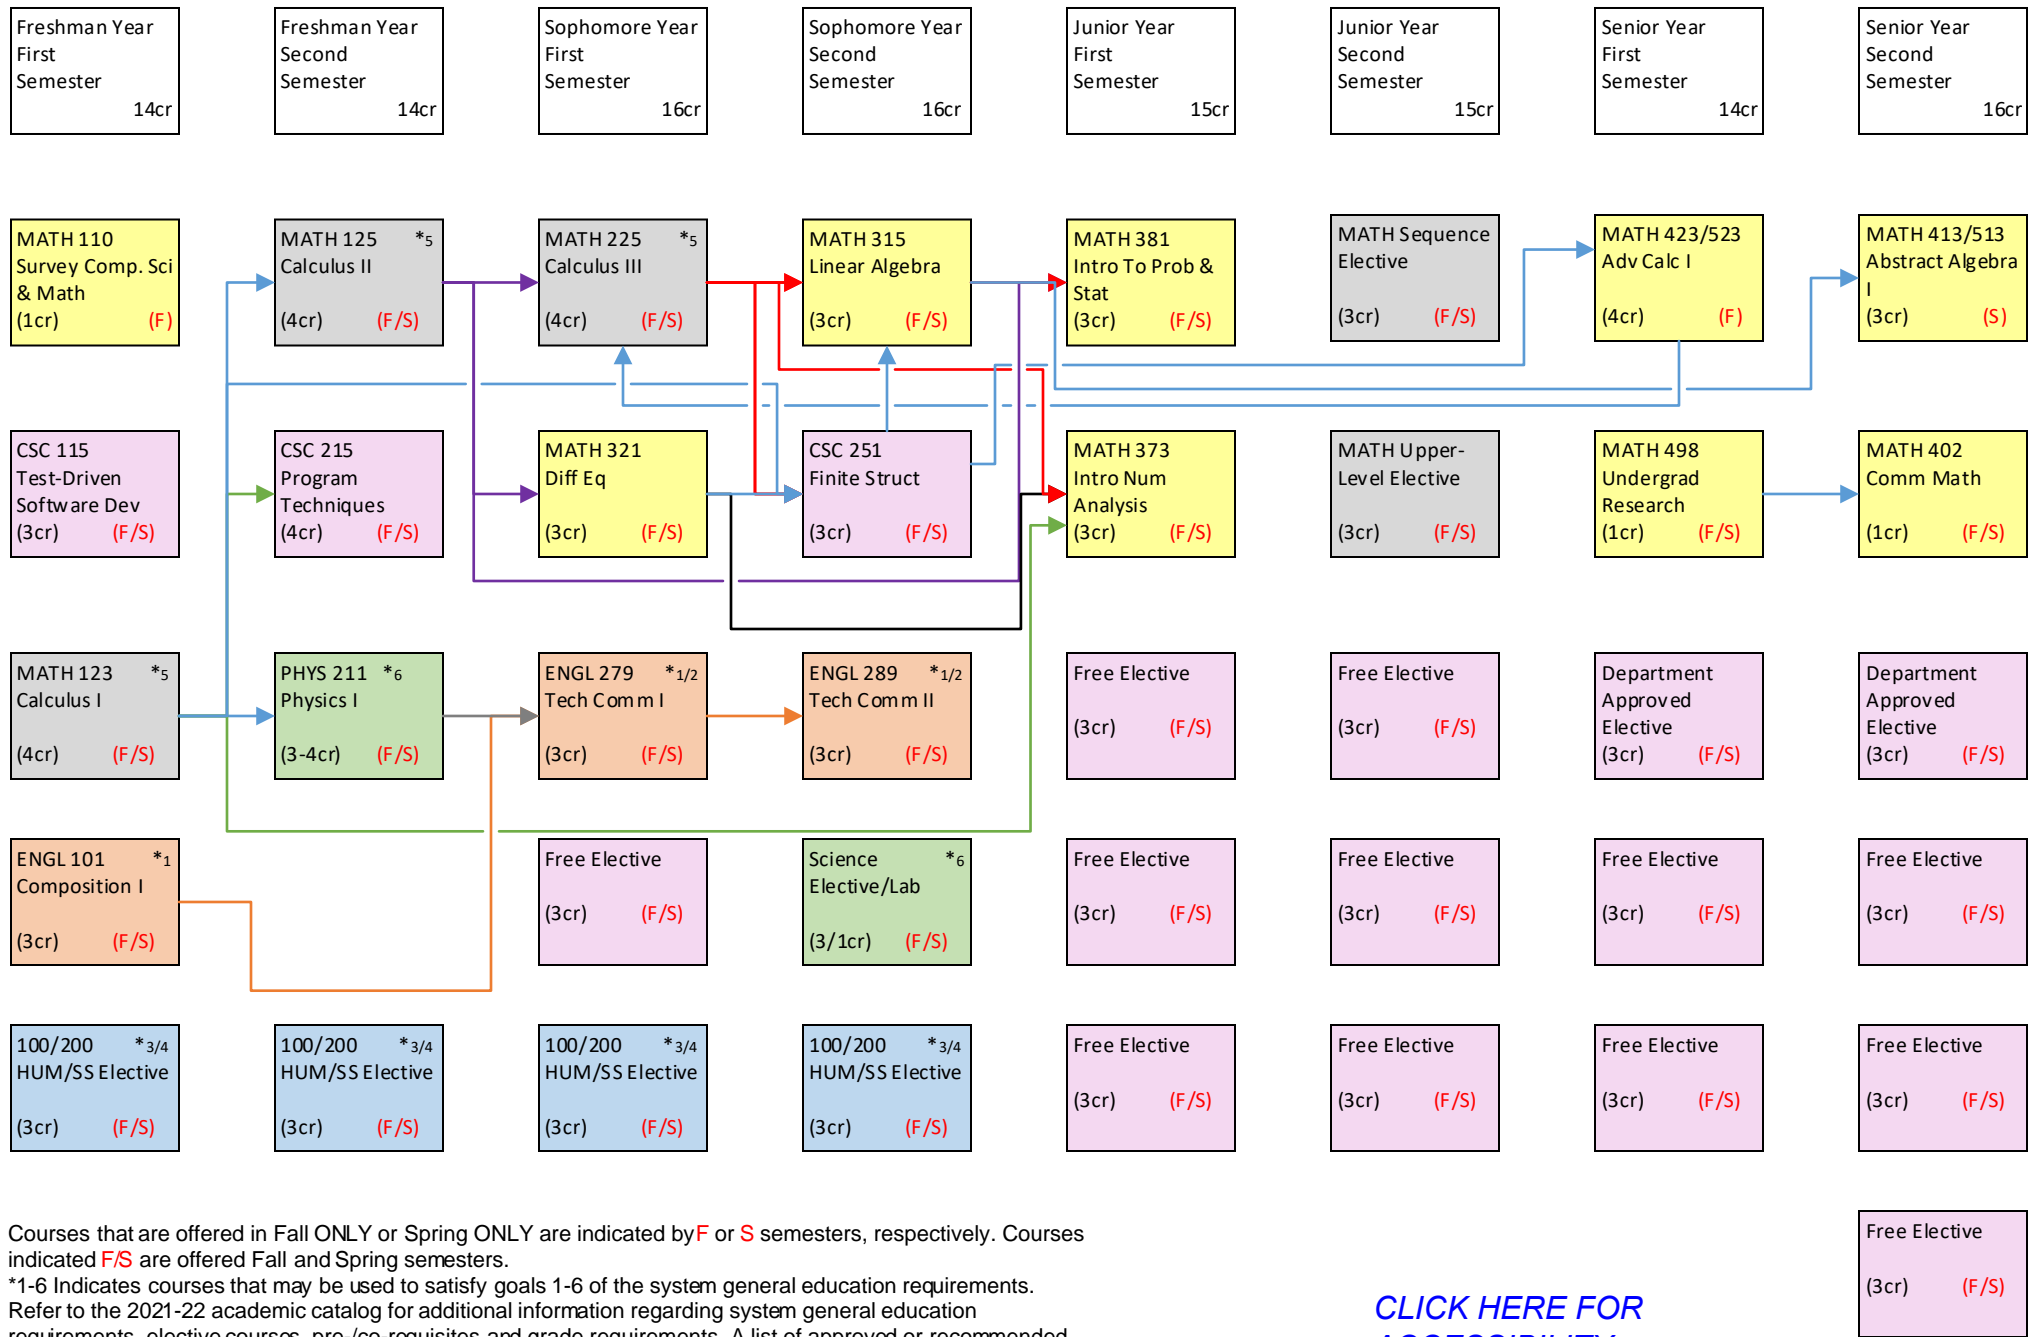 Freshman Year
First
Semester
14cr
Freshman Year
Second
Semester
14cr
Sophomore Year
First
Semester
16cr
Sophomore Year
Second
Semester
16cr
Junior Year
First
Semester
15cr
Junior Year
Second
Semester
15cr
Senior Year
First
Semester
14cr
Senior Year
Second
Semester
16cr
MATH 110
Survey Comp. Sci
& Math
(1cr) (F)
MATH 125 *5
Calculus II
(4cr) (F/S)
MATH 225 *5
Calculus III
(4cr) (F/S)
MATH 315
Linear Algebra
(3cr) (F/S)
MATH 381
Intro To Prob &
Stat
(3cr) (F/S)
MATH Sequence
Elective
(3cr) (F/S)
MATH 423/523
Adv Calc I
(4cr) (F)
MATH 413/513
Abstract Algebra
I
(3cr) (S)
CSC 115
Test-Driven
Software Dev
(3cr) (F/S)
CSC 215
Program
Techniques
(4cr) (F/S)
MATH 321
Diff Eq
(3cr) (F/S)
CSC 251
Finite Struct
(3cr) (F/S)
MATH 373
Intro Num
Analysis
(3cr) (F/S)
MATH Upper-
Level Elective
(3cr) (F/S)
MATH 498
Undergrad
Research
(1cr) (F/S)
MATH 402
Comm Math
(1cr) (F/S)
MATH 123 *5
Calculus I
(4cr) (F/S)
PHYS 211 *6
Physics I
(3-4cr) (F/S)
ENGL 279 *1/2
Tech Comm I
(3cr) (F/S)
ENGL 289 *1/2
Tech Comm II
(3cr) (F/S)
Free Elective
(3cr) (F/S)
Free Elective
(3cr) (F/S)
Department
Approved
Elective
(3cr) (F/S)
Department
Approved
Elective
(3cr) (F/S)
ENGL 101 *1
Composition I
(3cr) (F/S)
Free Elective
(3cr) (F/S)
Science *6
Elective/Lab
(3/1cr) (F/S)
Free Elective
(3cr) (F/S)
Free Elective
(3cr) (F/S)
Free Elective
(3cr) (F/S)
Free Elective
(3cr) (F/S)
100/200 *3/4
HUM/SS Elective
(3cr) (F/S)
100/200 *3/4
HUM/SS Elective
(3cr) (F/S)
100/200 *3/4
HUM/SS Elective
(3cr) (F/S)
100/200 *3/4
HUM/SS Elective
(3cr) (F/S)
Free Elective
(3cr) (F/S)
Free Elective
(3cr) (F/S)
Free Elective
(3cr) (F/S)
Free Elective
(3cr) (F/S)
Free Elective
(3cr) (F/S)
Courses that are offered in Fall ONLY or Spring ONLY are indicated by F or S semesters, respectively. Courses
indicated F/S are offered Fall and Spring semesters.
*1-6 Indicates courses that may be used to satisfy goals 1-6 of the system general education requirements.
Refer to the 2021-22 academic catalog for additional information regarding system general education
requirements, elective courses, pre-/co-requisites and grade requirements. A list of approved or recommended
CLICK HERE FOR
ACCESSIBILITY